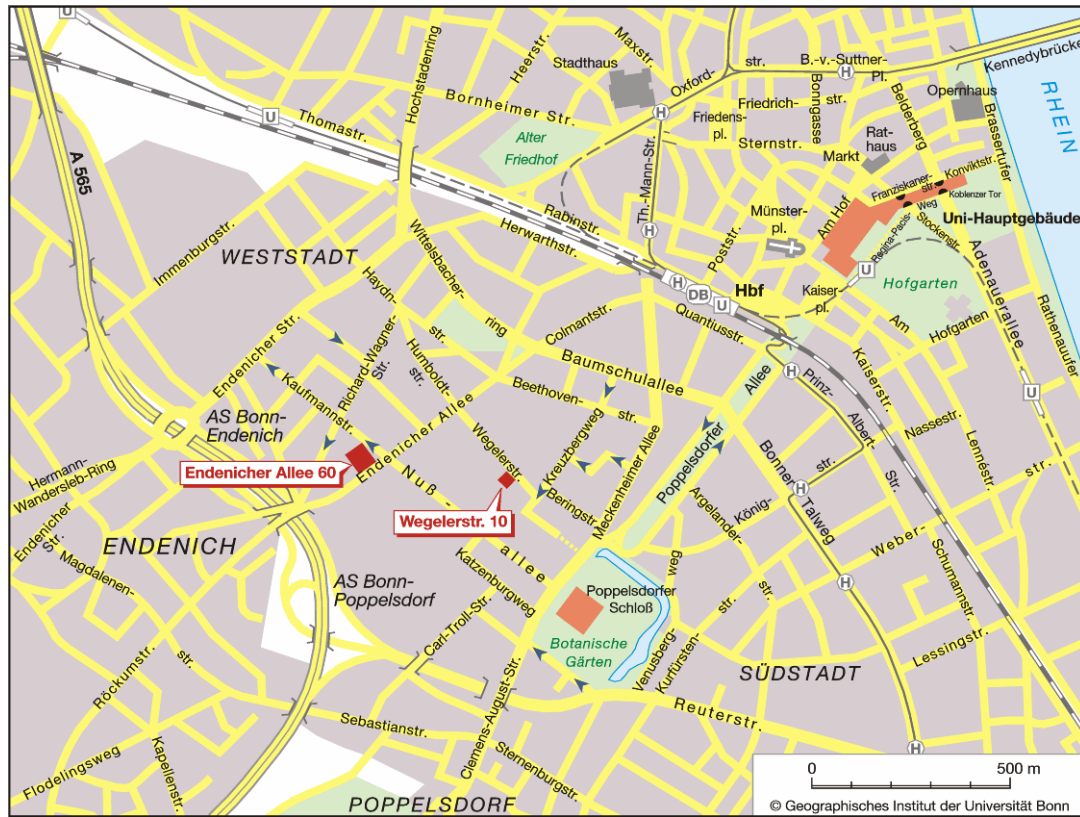 U
Maxstr.
Heerstr.
Stadthaus
Oxford-
str.
B.-v.-Suttner-
Pl.
H
Kennedybrücke
Hochstadenring
Bornheimer Str.
U
Thomastr.
Friedrich-
str.
Bonngasse
Belderberg
Opernhaus
Brassertufer
RHEIN
H
Friedens-
pl.
Sternstr.
Rat-
haus
Markt
Alter
Friedhof
A 565
Th.-Mann-Str.
Franziskaner-
str.
Konviktstr.
Koblenzer Tor
Am Hof
Uni-Hauptgebäude
Regina-Pacis-
Weg
Stockenstr.
Münster-
pl.
Rabinstr.
Herwarthstr.
H
Poststr.
WESTSTADT
Immenburgstr.
Wittelsbacher-
ring
Haydn-
str.
H
DB
U
Hbf
Kaiser-
pl.
U
Hofgarten
Am
Hofgarten
Adenauerallee
Rathenauufer
Quantiusstr.
Colmantstr.
Endenicher Str.
Richard-Wagner-
Str.
Humboldt-
str.
Baumschulallee
Beethoven-
str.
Poppelsdorfer
Allee
H
Prinz-
Albert-
Str.
Kaiserstr.
Nassestr.
Lennéstr.
U
Kaufmannstr.
AS Bonn-
Endenich
Endenicher Allee
Wegelerstr.
Kreuzbergweg
Meckenheimer Allee
Bonner
Talweg
Hermann-
Wandersleb-Ring
Endenicher Allee 60
Endenicher Allee
Nuß
allee
Wegelerstr. 10
Beringstr.
Argelander-
str.
König-
str.
H
Weber-
str.
Endenicher
Str.
ENDENICH
Magdalenen-
str.
AS Bonn-
Poppelsdorf
Katzenburgweg
Carl-Troll-Str.
Poppelsdorfer
Schloß
Botanische
Gärten
Venusberg-
weg
Kurfürsten-
str.
H
Schumannstr.
Lessingstr.
SÜDSTADT
Röckumstr.
Sebastianstr.
Clemens-August-Str.
Sternenburgstr.
Reuterstr.
H
Flodelingsweg
Kapellenstr.
POPPELSDORF
0
500 m
© Geographisches Institut der Universität Bonn